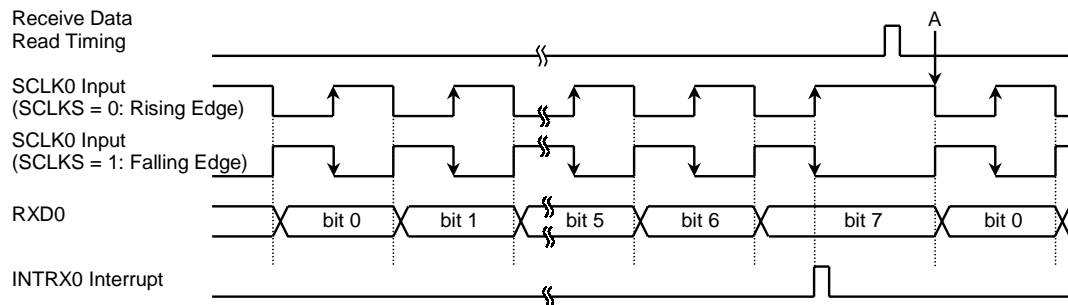 Receive Data
Read Timing
A
SCLK0 Input
(SCLKS = 0: Rising Edge)
SCLK0 Input
(SCLKS = 1: Falling Edge)
RXD0
bit 0
bit 1
bit 5
bit 6
bit 7
bit 0
INTRX0 Interrupt